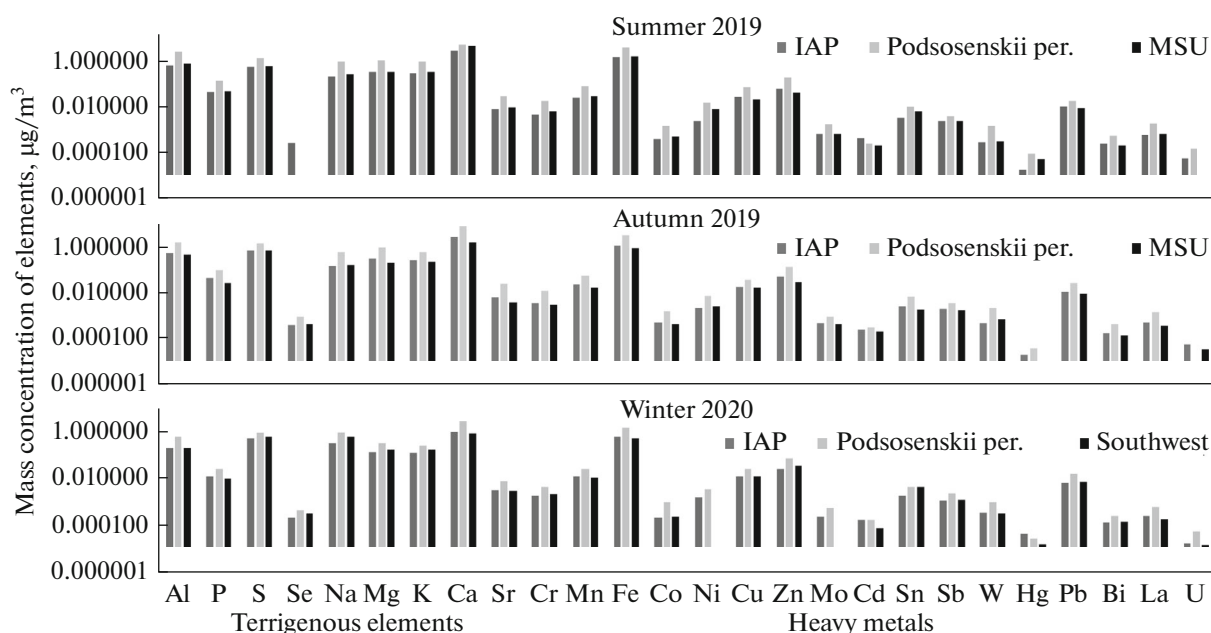 Mass concentration of elements, µg/m³
Summer 2019
IAP Podsosenskii per. MSU
1.000000
0.010000
0.000100
0.000001
Autumn 2019
IAP Podsosenskii per. MSU
1.000000
0.010000
0.000100
0.000001
Winter 2020
IAP Podsosenskii per. Southwest
1.000000
0.010000
0.000100
0.000001
Al P S Se Na Mg K Ca Sr Cr Mn Fe Co Ni Cu Zn Mo Cd Sn Sb W Hg Pb Bi La U
Terrigenous elements Heavy metals